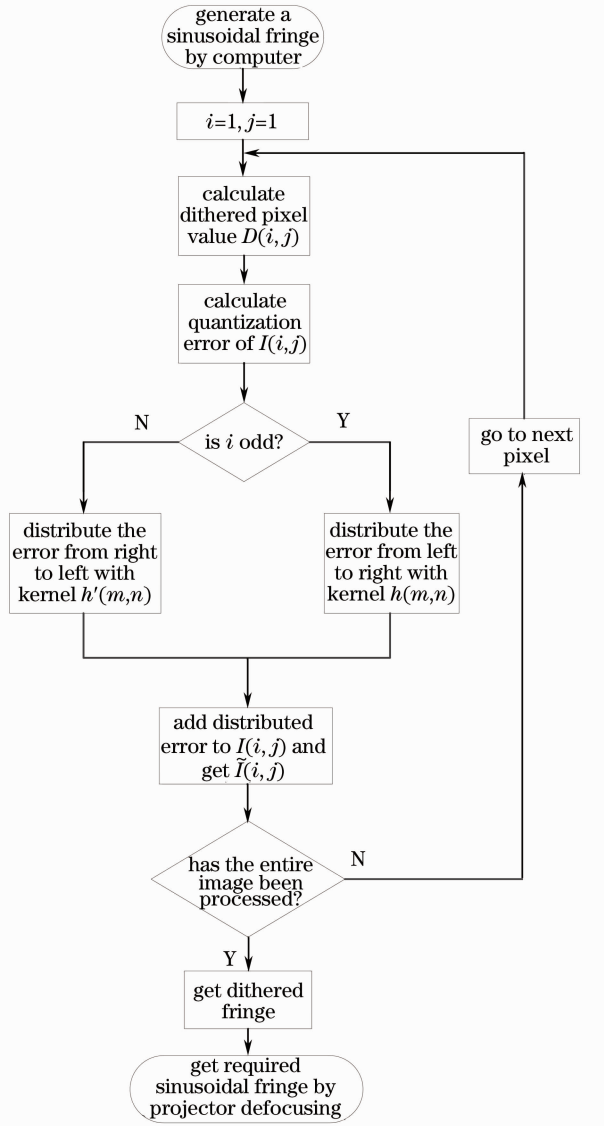 generate a
sinusoidal fringe
by computer
i=1, j=1
calculate
dithered pixel
value D(i, j)
calculate
quantization
error of I(i,j)
N
is i odd?
Y
go to next
pixel
distribute the
error from right
to left with
kernel h′(m,n)
distribute the
error from left
to right with
kernel h(m,n)
add distributed
error to I(i, j) and
get Ĩ(i, j)
has the entire
image been
processed?
N
Y
get dithered
fringe
get required
sinusoidal fringe by
projector defocusing